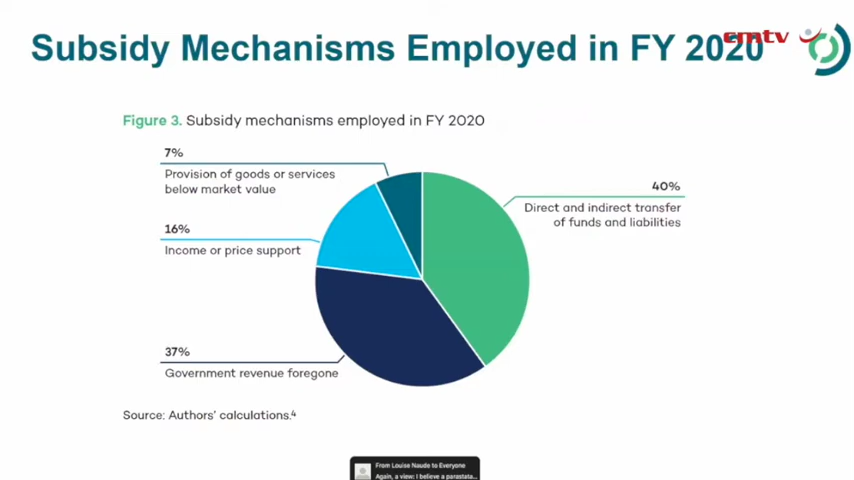 Subsidy Mechanisms Employed in FY 2020
emtv
Figure 3. Subsidy mechanisms employed in FY 2020
7%
Provision of goods or services
below market value
40%
Direct and indirect transfer
of funds and liabilities
16%
Income or price support
37%
Government revenue foregone
Source: Authors' calculations.4
From Louise Naude to Everyone
Again, a view: I believe a parastata...